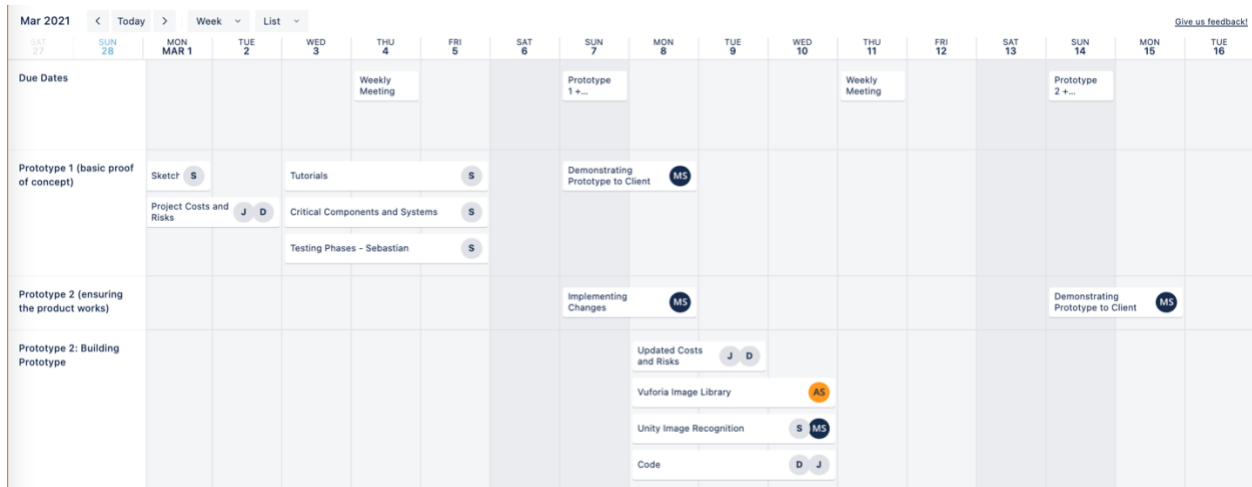 Mar 2021 < Today > Week List Give us feedback!
SAT SUN MON TUE WED THU FRI SAT SUN MON TUE WED THU FRI SAT SUN MON TUE
27 28 MAR 1 2 3 4 5 6 7 8 9 10 11 12 13 14 15 16
Due Dates
Weekly
Meeting
Prototype
1 +...
Weekly
Meeting
Prototype
2 +...
Prototype 1 (basic proof
of concept)
Sketch S
Tutorials S
Demonstrating
Prototype to Client MS
Project Costs and
Risks J D
Critical Components and Systems S
Testing Phases - Sebastian S
Prototype 2 (ensuring
the product works)
Implementing
Changes MS
Demonstrating
Prototype to Client MS
Prototype 2: Building
Prototype
Updated Costs
and Risks J D
Vuforia Image Library AS
Unity Image Recognition S MS
Code D J